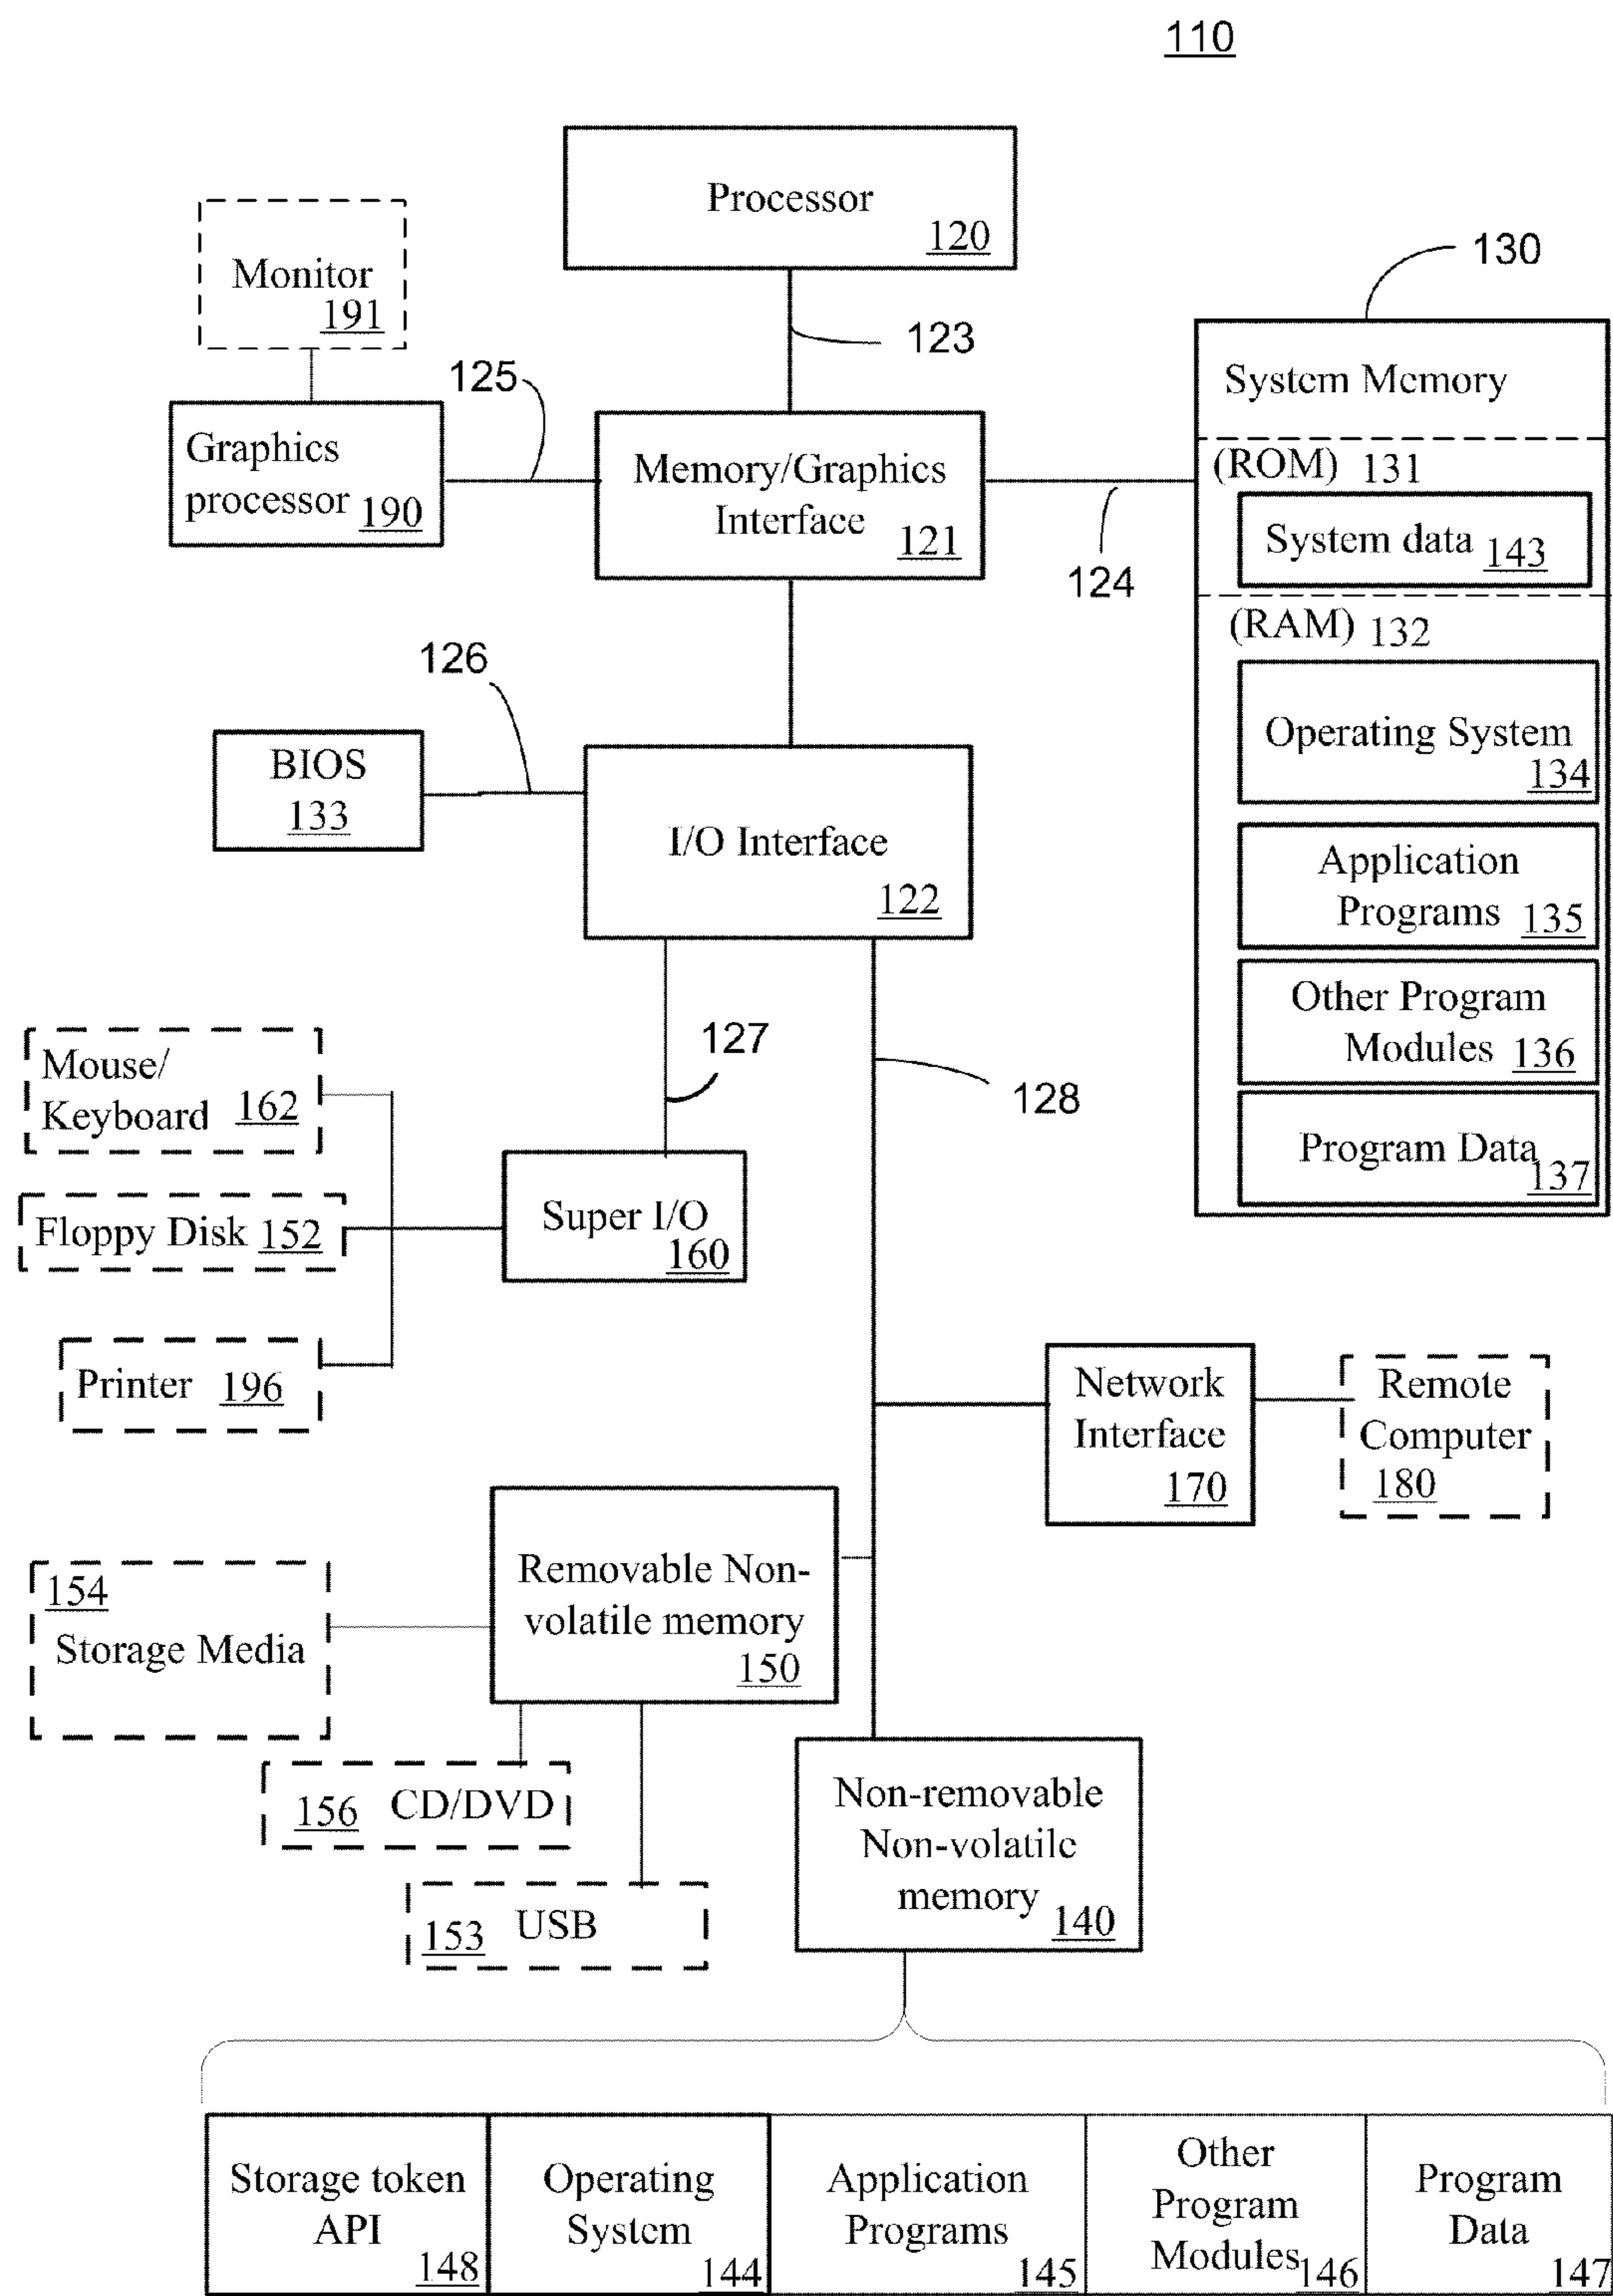 110
Processor
120
123
Monitor
191
130
125
Graphics
processor 190
Memory/Graphics
Interface
121
124
System Memory
(ROM) 131
System data 143
(RAM) 132
Operating System
134
Application
Programs 135
Other Program
Modules 136
Program Data
137
126
BIOS
133
I/O Interface
122
127
128
Mouse/
Keyboard 162
Floppy Disk 152
Printer 196
Super I/O
160
Network
Interface
170
Remote
Computer
180
Removable Non-
volatile memory
150
154
Storage Media
156 CD/DVD
153 USB
Non-removable
Non-volatile
memory 140
Storage token
API
148
Operating
System
144
Application
Programs
145
Other
Program
Modules 146
Program
Data
147